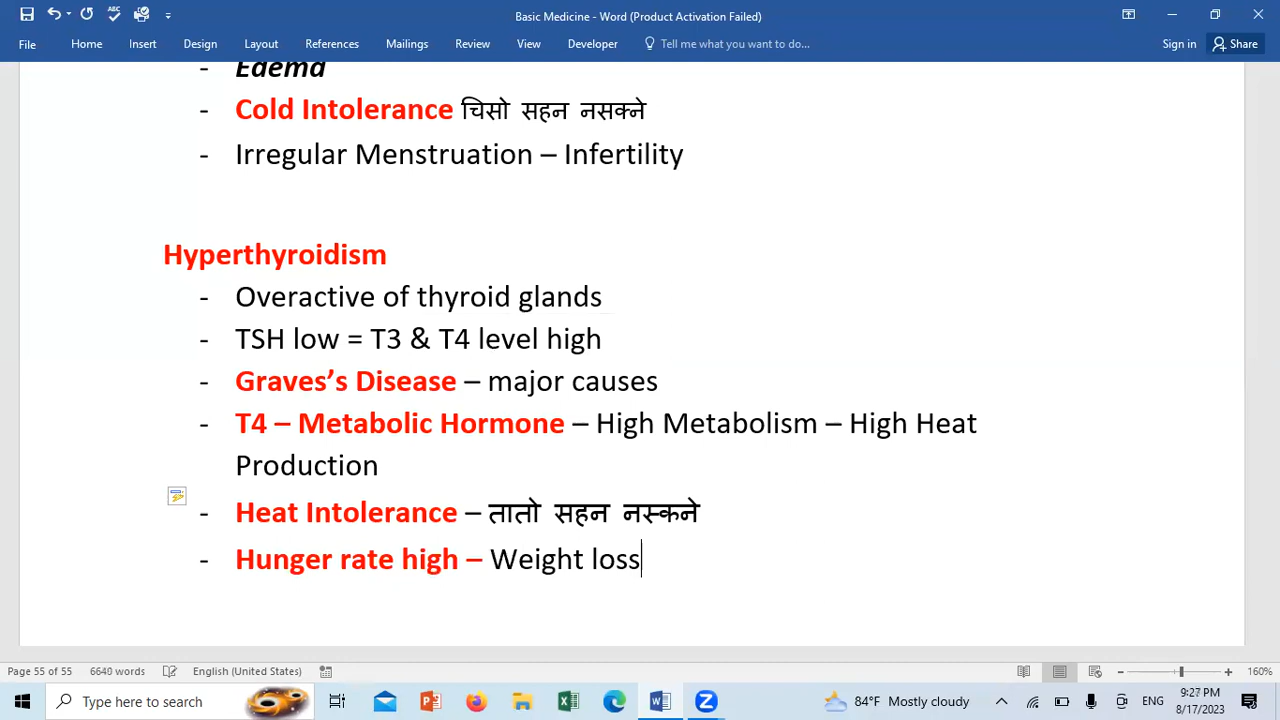 Basic Medicine - Word (Product Activation Failed)
File Home Insert Design Layout References Mailings Review View Developer Tell me what you want to do... Sign in Share
- Edema
- Cold Intolerance चिसो सहन नसक्ने
- Irregular Menstruation – Infertility
Hyperthyroidism
- Overactive of thyroid glands
- TSH low = T3 & T4 level high
- Graves’s Disease – major causes
- T4 – Metabolic Hormone – High Metabolism – High Heat
Production
- Heat Intolerance – तातो सहन नस्कने
- Hunger rate high – Weight loss
Page 55 of 55 6640 words English (United States) 160%
Type here to search 84°F Mostly cloudy ENG 9:27 PM
8/17/2023